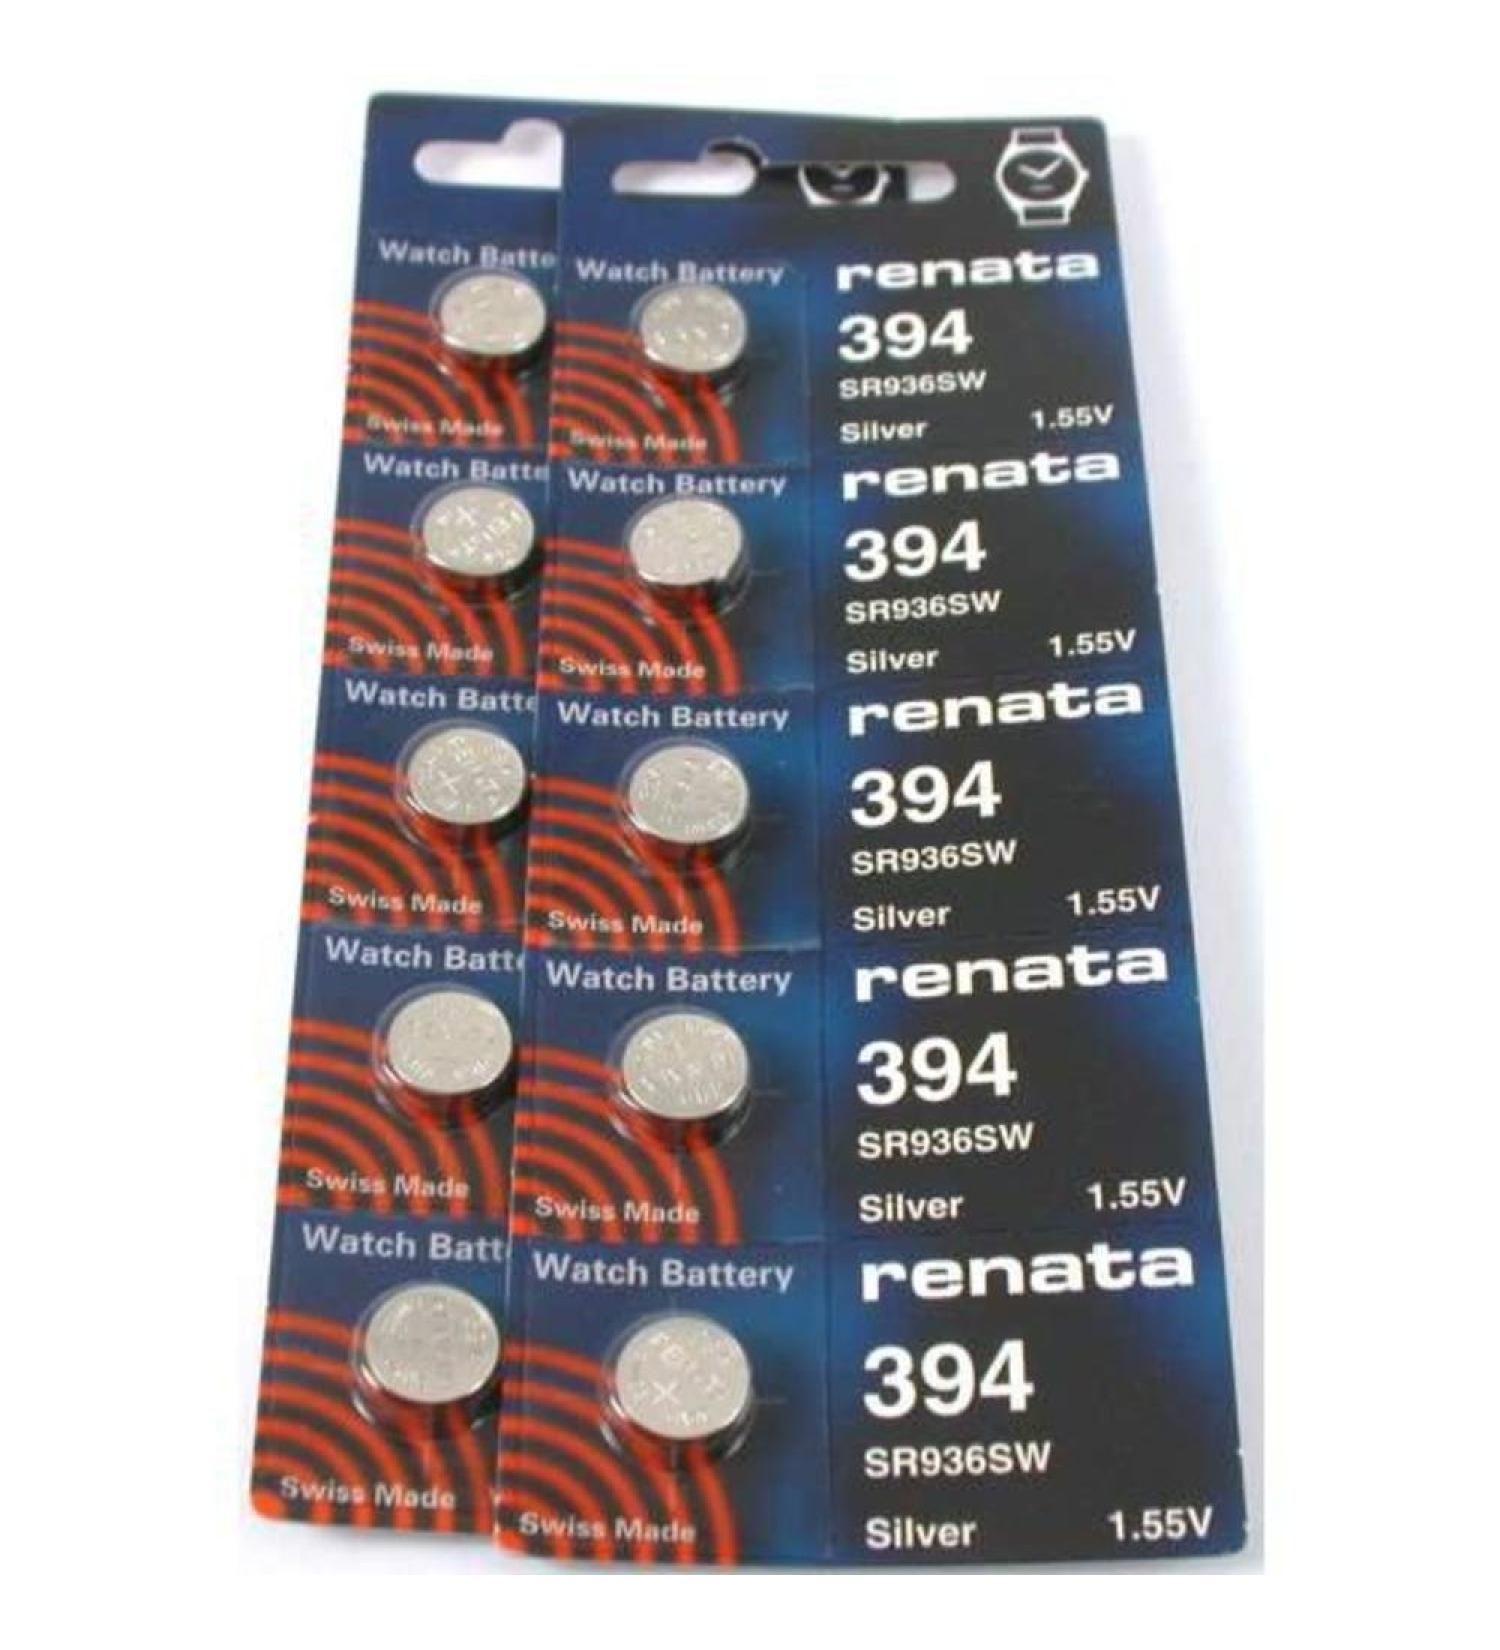 Watch Batte
Swiss Made
Watch Batte
Swiss Made
Watch Batte
Swiss Made
Watch Batt
Swiss Made
Watch Batt
Swiss Made
Watch Battery
Swiss Made
Watch Battery
Swiss Made
Watch Battery
Swiss Made
Watch Battery
Swiss Made
Watch Battery
Swiss Made
renata
394
SR936SW
Silver 1.55V
renata
394
SR936SW
Silver 1.55V
renata
394
SR936SW
Silver 1.55V
renata
394
SR936SW
Silver 1.55V
renata
394
SR936SW
Silver 1.55V